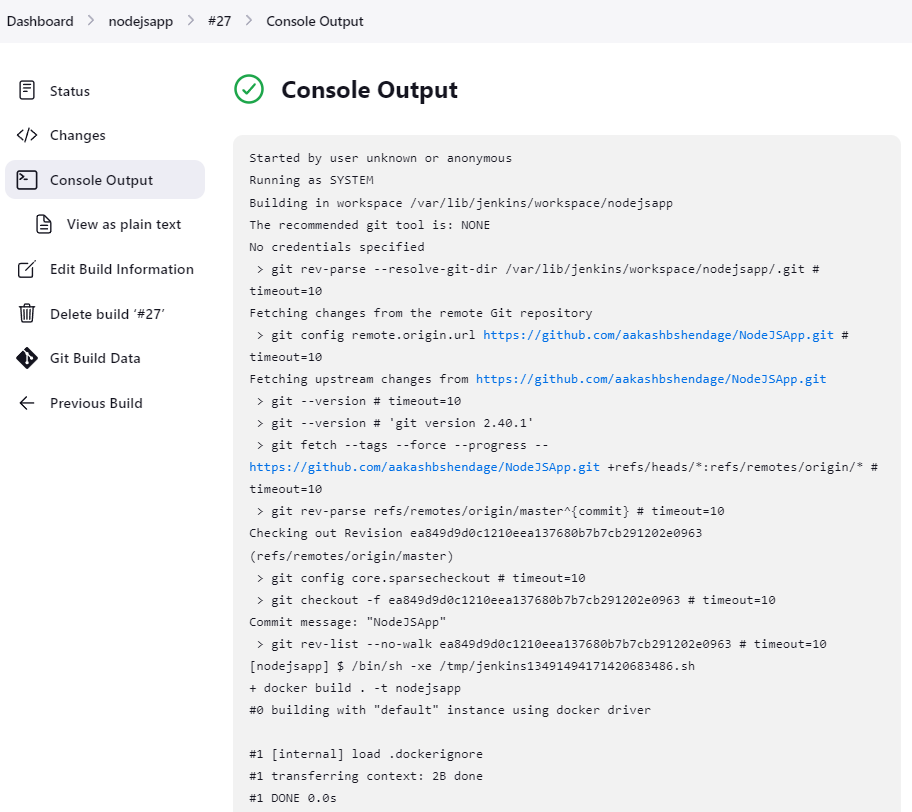 Dashboard > nodejsapp > #27 > Console Output
Status
Changes
Console Output
View as plain text
Edit Build Information
Delete build ‘#27’
Git Build Data
Previous Build
Console Output
Started by user unknown or anonymous
Running as SYSTEM
Building in workspace /var/lib/jenkins/workspace/nodejsapp
The recommended git tool is: NONE
No credentials specified
 > git rev-parse --resolve-git-dir /var/lib/jenkins/workspace/nodejsapp/.git #
timeout=10
Fetching changes from the remote Git repository
 > git config remote.origin.url https://github.com/aakashbshendage/NodeJSApp.git #
timeout=10
Fetching upstream changes from https://github.com/aakashbshendage/NodeJSApp.git
 > git --version # timeout=10
 > git --version # 'git version 2.40.1'
 > git fetch --tags --force --progress --
https://github.com/aakashbshendage/NodeJSApp.git +refs/heads/*:refs/remotes/origin/* #
timeout=10
 > git rev-parse refs/remotes/origin/master^{commit} # timeout=10
Checking out Revision ea849d9d0c1210eea137680b7b7cb291202e0963
(refs/remotes/origin/master)
 > git config core.sparsecheckout # timeout=10
 > git checkout -f ea849d9d0c1210eea137680b7b7cb291202e0963 # timeout=10
Commit message: "NodeJSApp"
 > git rev-list --no-walk ea849d9d0c1210eea137680b7b7cb291202e0963 # timeout=10
[nodejsapp] $ /bin/sh -xe /tmp/jenkins13491494171420683486.sh
+ docker build . -t nodejsapp
#0 building with "default" instance using docker driver
#1 [internal] load .dockerignore
#1 transferring context: 2B done
#1 DONE 0.0s